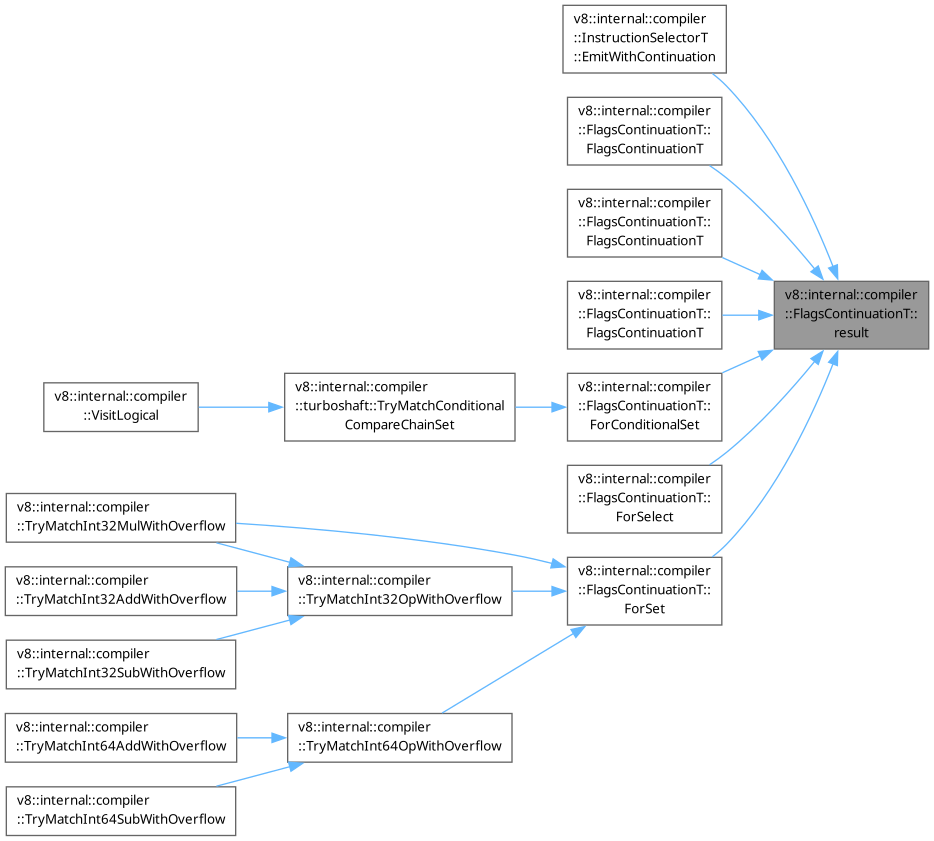 v8::internal::compiler
::InstructionSelectorT
::EmitWithContinuation
v8::internal::compiler
::FlagsContinuationT::
FlagsContinuationT
v8::internal::compiler
::FlagsContinuationT::
FlagsContinuationT
v8::internal::compiler
::FlagsContinuationT::
result
v8::internal::compiler
::FlagsContinuationT::
FlagsContinuationT
v8::internal::compiler
::VisitLogical
v8::internal::compiler
::turboshaft::TryMatchConditional
CompareChainSet
v8::internal::compiler
::FlagsContinuationT::
ForConditionalSet
v8::internal::compiler
::FlagsContinuationT::
ForSelect
v8::internal::compiler
::TryMatchInt32MulWithOverflow
v8::internal::compiler
::TryMatchInt32AddWithOverflow
v8::internal::compiler
::TryMatchInt32OpWithOverflow
v8::internal::compiler
::FlagsContinuationT::
ForSet
v8::internal::compiler
::TryMatchInt32SubWithOverflow
v8::internal::compiler
::TryMatchInt64AddWithOverflow
v8::internal::compiler
::TryMatchInt64OpWithOverflow
v8::internal::compiler
::TryMatchInt64SubWithOverflow